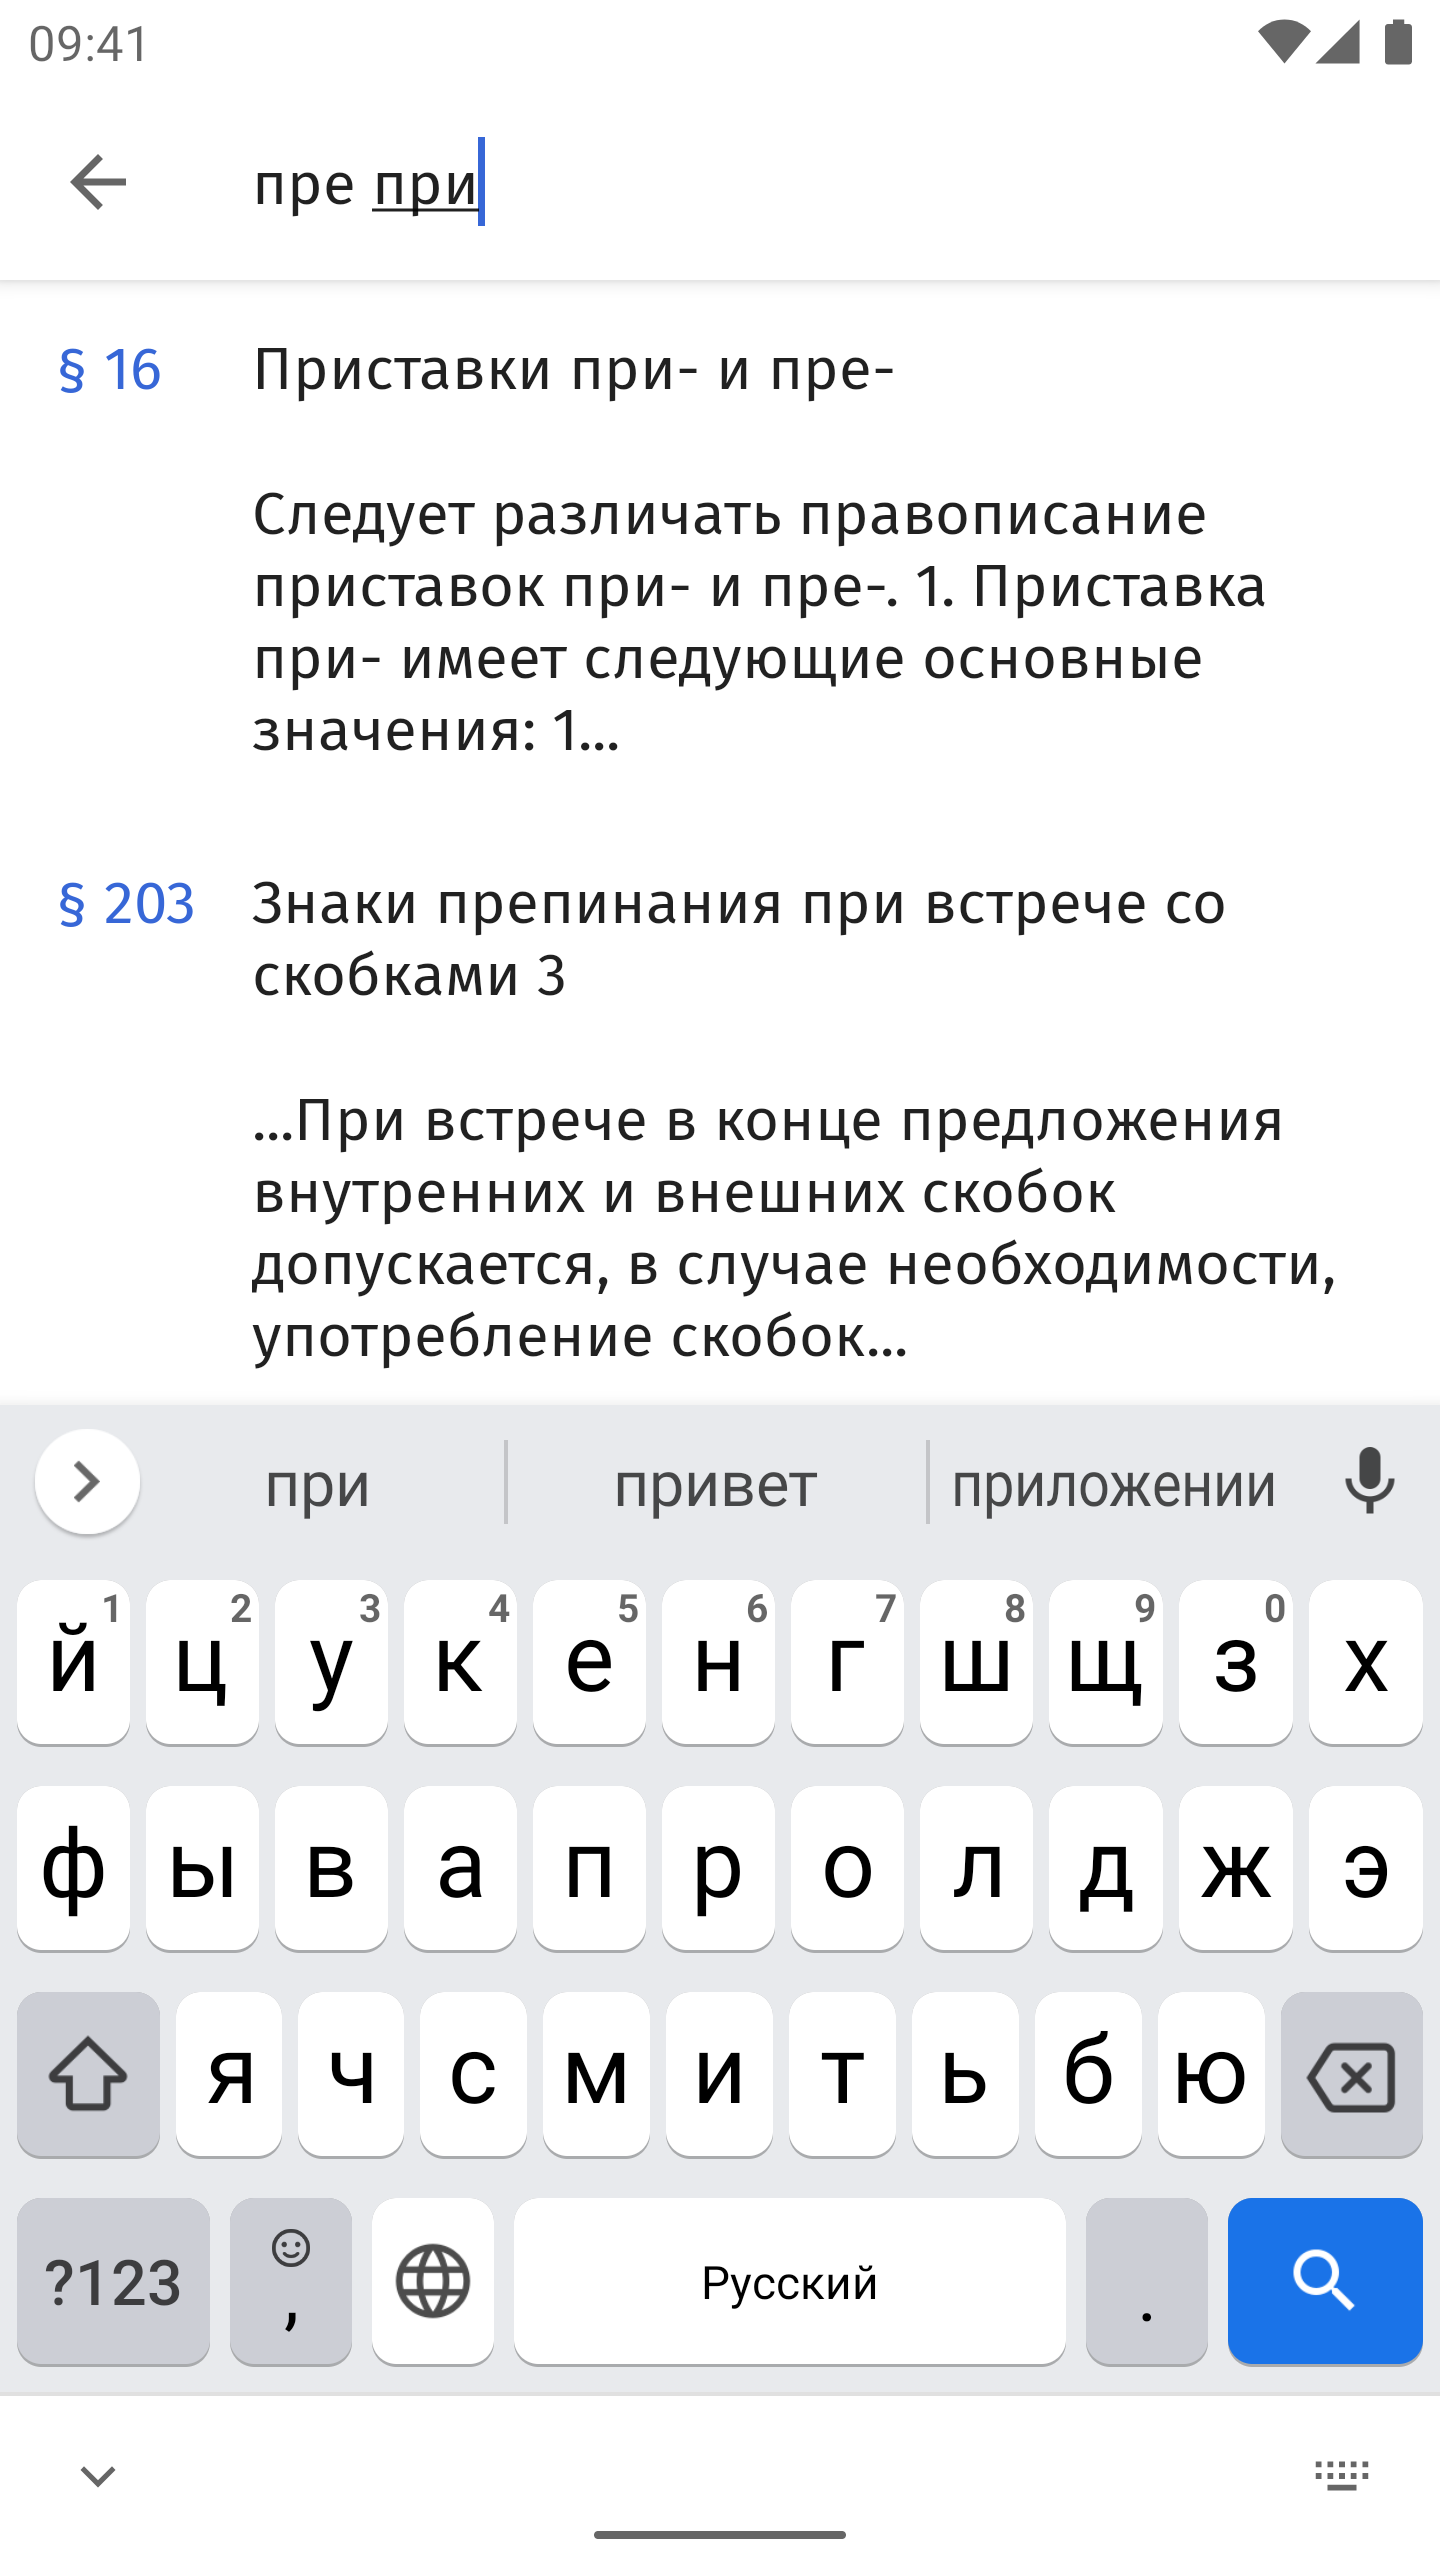 09:41
пре при
§ 16 Приставки при- и пре-
Следует различать правописание
приставок при- и пре-. 1. Приставка
при- имеет следующие основные
значения: 1...
§ 203 Знаки препинания при встрече со
скобками 3
...При встрече в конце предложения
внутренних и внешних скобок
допускается, в случае необходимости,
употребление скобок...
при привет приложении
1 2 3 4 5 6 7 8 9 0
й ц у к е н г ш щ з х
ф ы в а п р о л д ж э
я ч с м и т ь б ю
?123 , Русский .